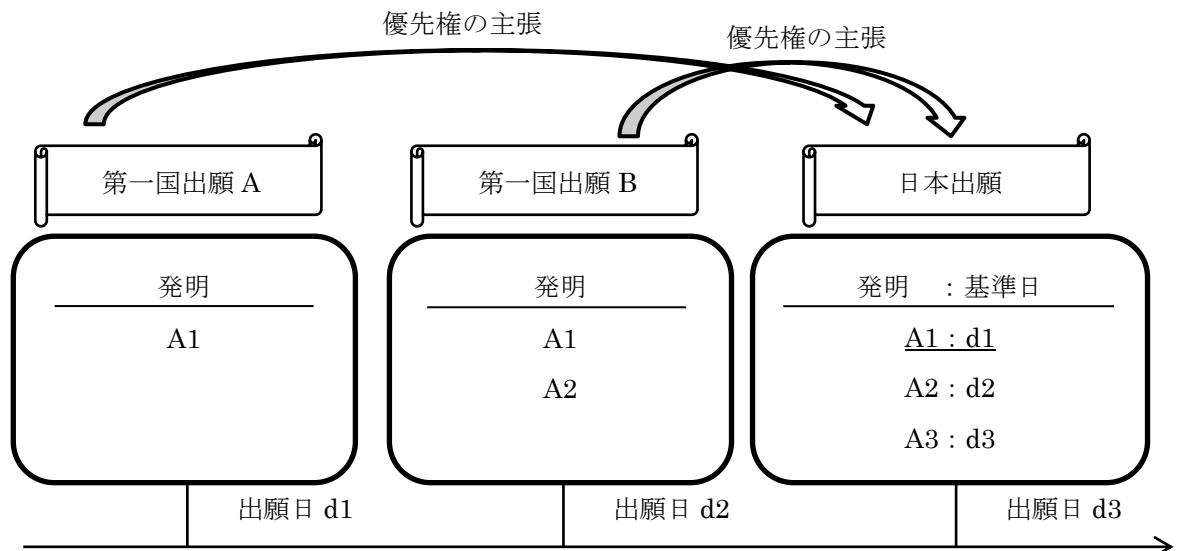 優先権の主張
優先権の主張
第一国出願 A
第一国出願 B
日本出願
発明
A1
発明
A1
A2
発明 :基準日
A1:d1
A2:d2
A3:d3
出願日 d1
出願日 d2
出願日 d3